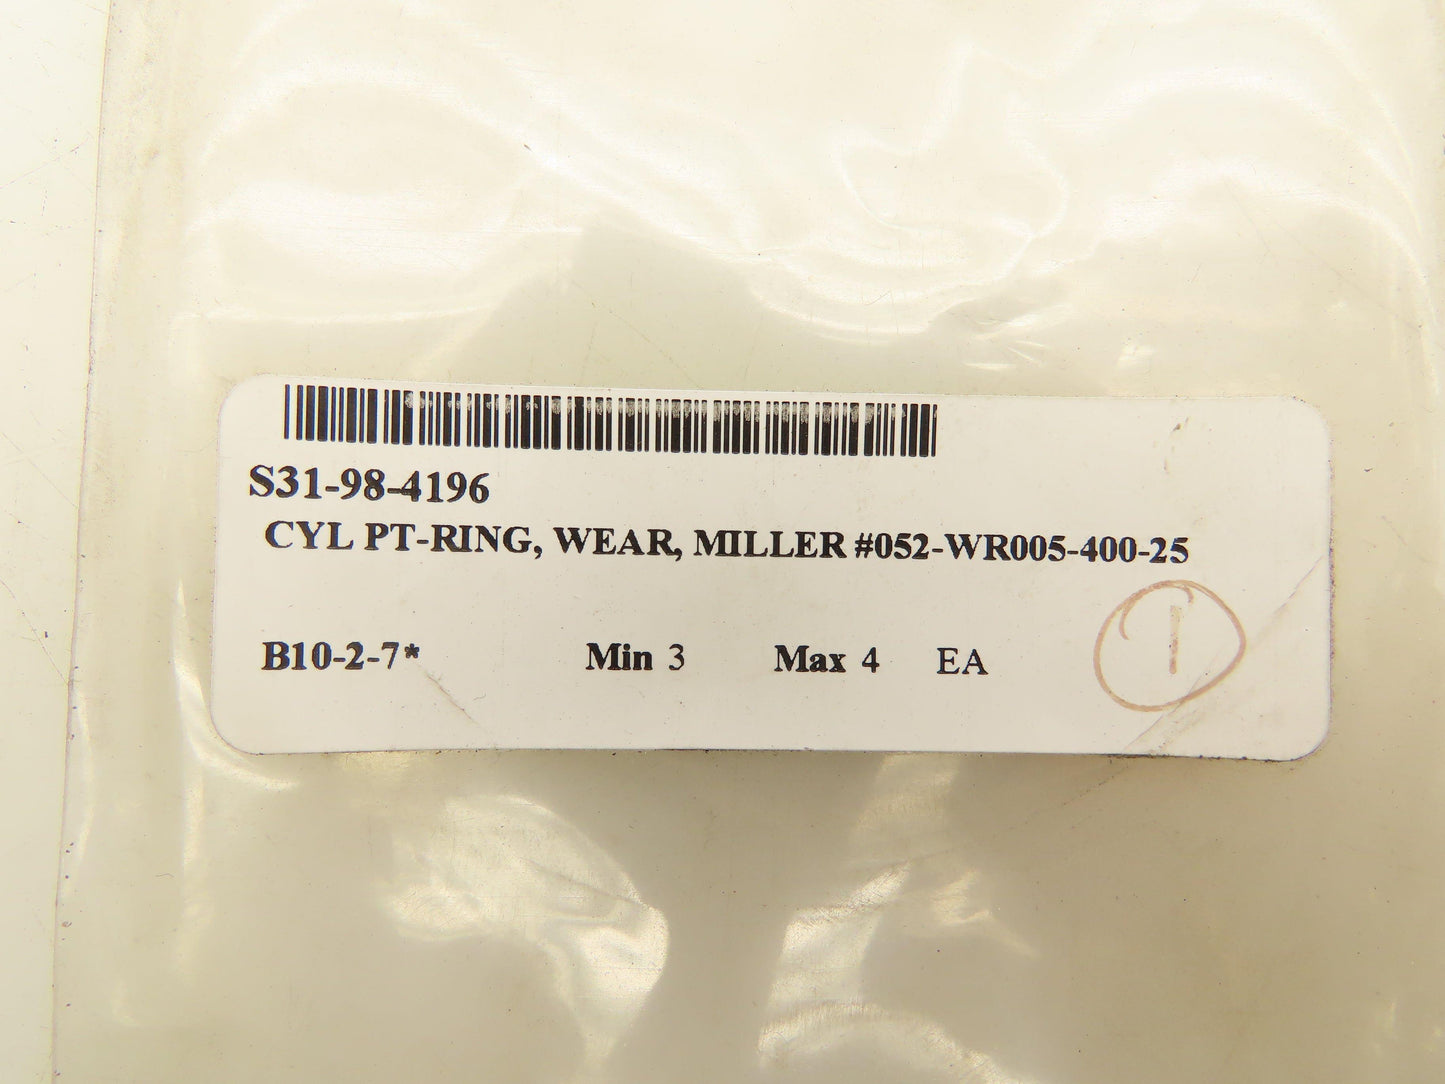 S31-98-4196
CYL PT-RING, WEAR, MILLER #052-WR005-400-25
B10-2-7* Min 3 Max 4 EA
1